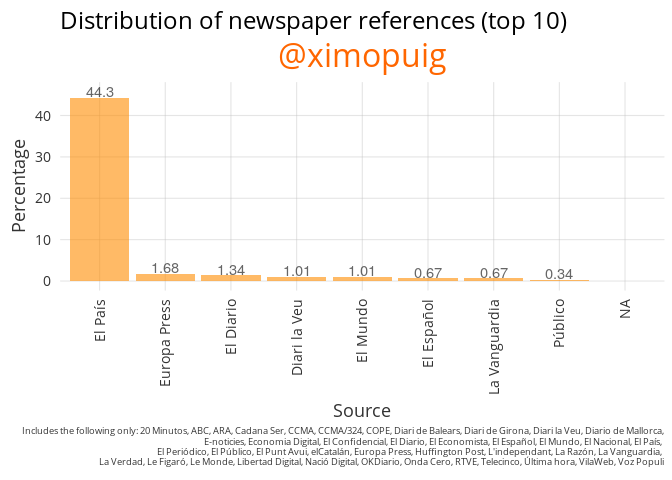 Distribution of newspaper references (top 10)
@ximopuig
44.3
1.68
1.34
1.01
1.01
0.67
0.67
0.34
40
30
20
10
0
Percentage
El País
Europa Press
El Diario
Diari la Veu
El Mundo
El Español
La Vanguardia
Público
NA
Source
Includes the following only: 20 Minutos, ABC, ARA, Cadana Ser, CCMA, CCMA/324, COPE, Diari de Balears, Diari de Girona, Diari la Veu, Diario de Mallorca,
E-noticies, Economia Digital, El Confidencial, El Diario, El Economista, El Español, El Mundo, El Nacional, El País,
El Periódico, El Público, El Punt Avui, elCatalán, Europa Press, Huffington Post, L'independant, La Razón, La Vanguardia,
La Verdad, Le Figaró, Le Monde, Libertad Digital, Nació Digital, OKDiario, Onda Cero, RTVE, Telecinco, Última hora, VilaWeb, Voz Populi